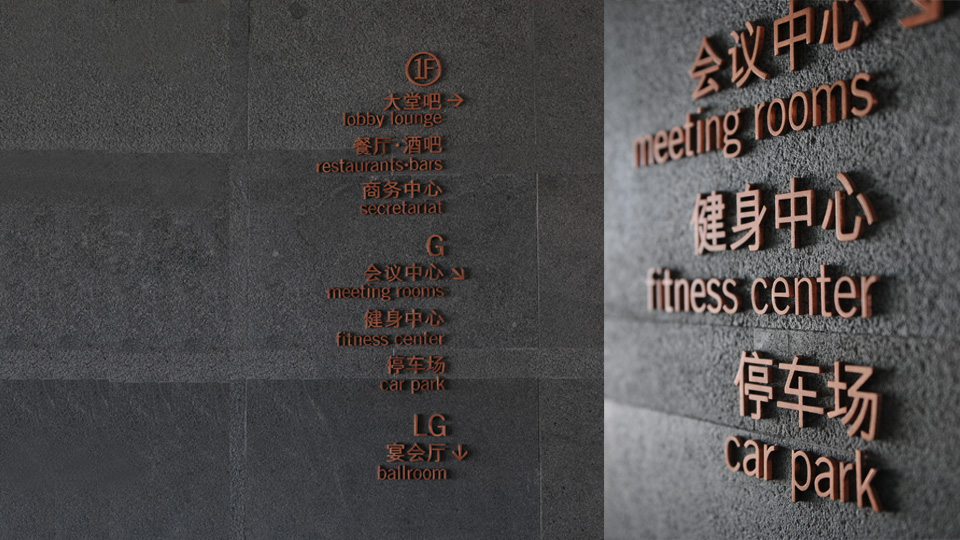 1F
大堂吧 →
lobby lounge
餐厅·酒吧
restaurants·bars
商务中心
secretariat
G
会议中心 ↘
meeting rooms
健身中心
fitness center
停车场
car park
LG
宴会厅 ↓
ballroom
会议中心
meeting rooms
健身中心
fitness center
停车场
car park